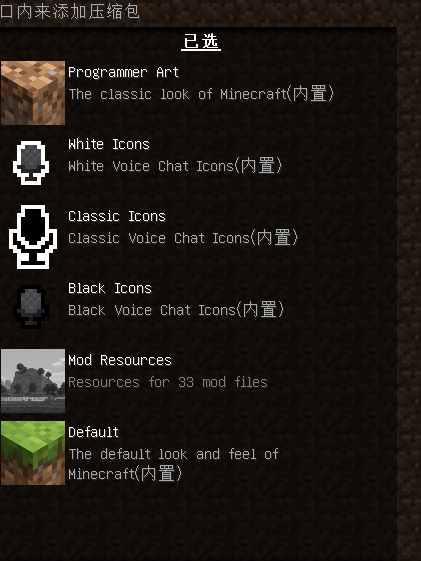 口内来添加压缩包
已选
Programmer Art
The classic look of Minecraft(内置)
White Icons
White Voice Chat Icons(内置)
Classic Icons
Classic Voice Chat Icons(内置)
Black Icons
Black Voice Chat Icons(内置)
Mod Resources
Resources for 33 mod files
Default
The default look and feel of
Minecraft(内置)